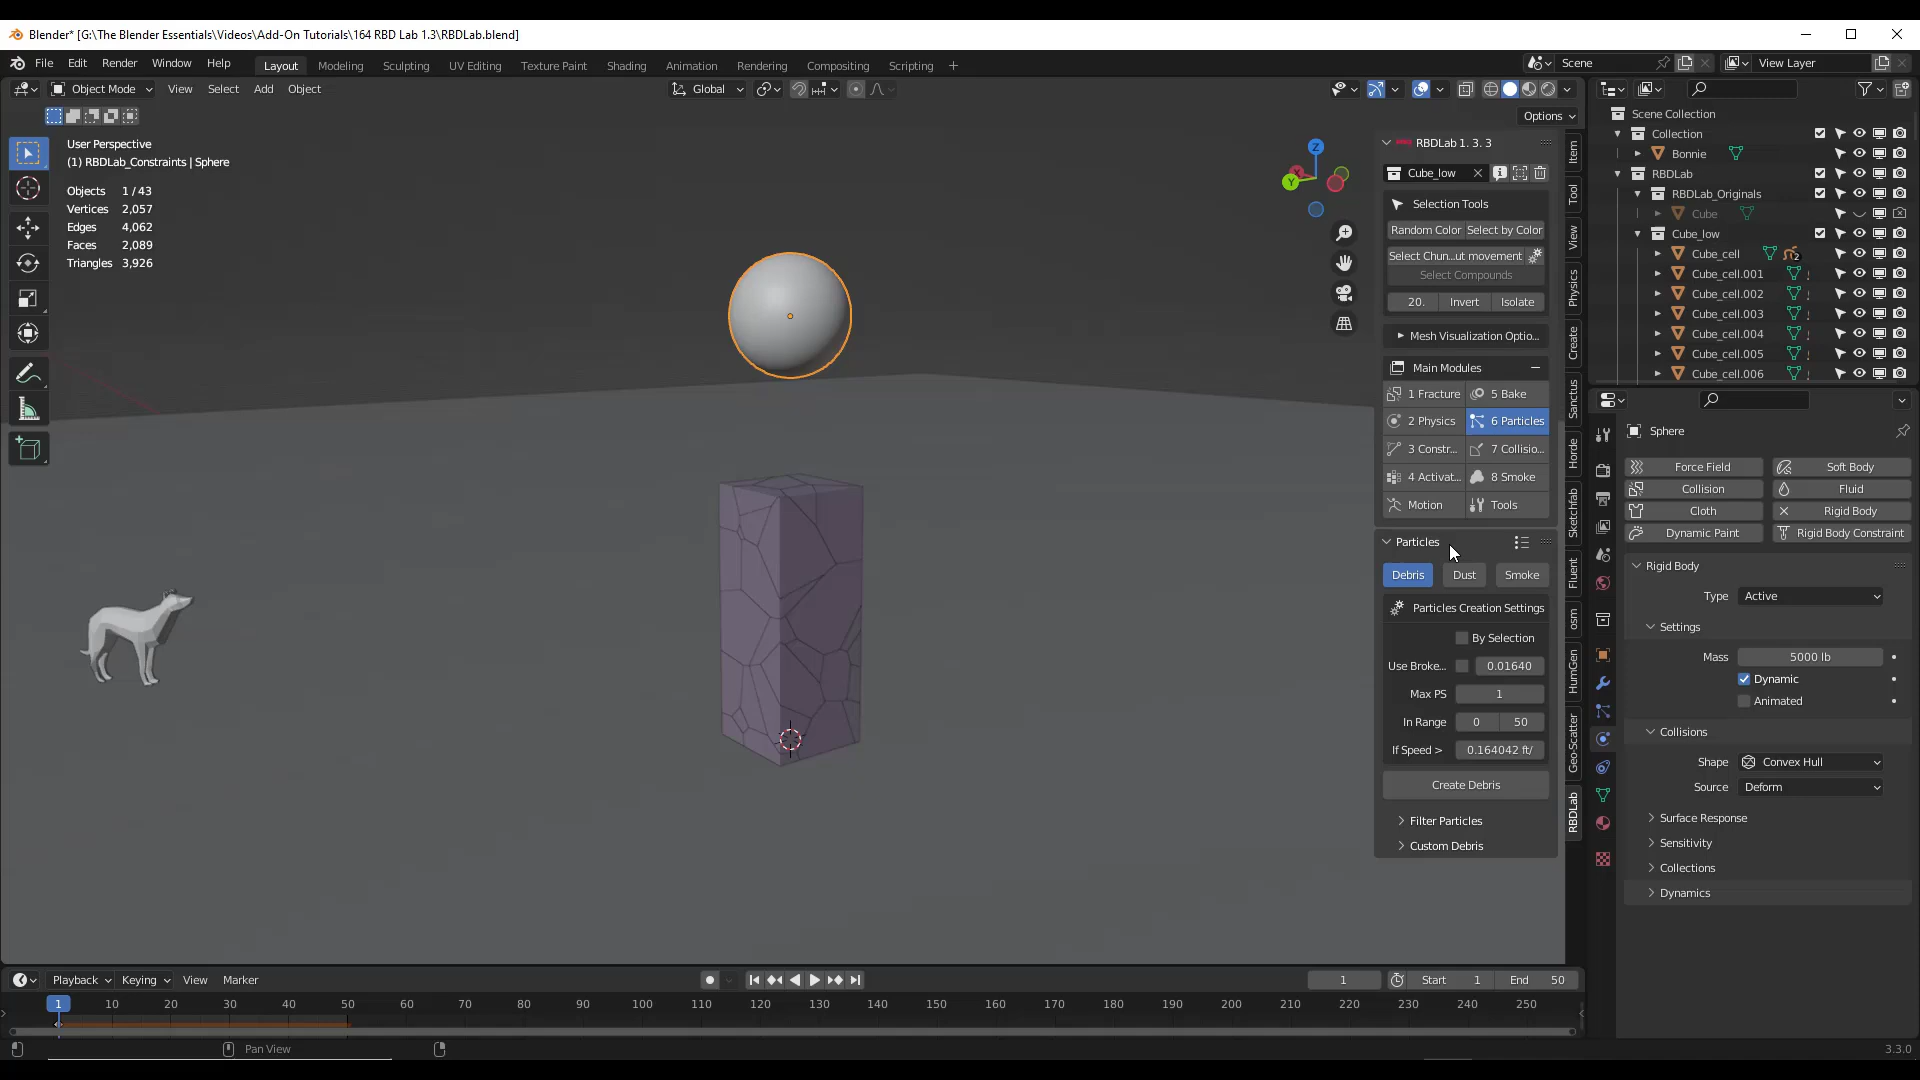 Blender* [G:\The Blender Essentials\Videos\Add-On Tutorials\164 RBD Lab 1.3\RBDLab.blend]
File Edit Render Window Help Layout Modeling Sculpting UV Editing Texture Paint Shading Animation Rendering Compositing Scripting + Scene View Layer
Object Mode View Select Add Object Global
Options
User Perspective
(1) RBDLab_Constraints | Sphere
Objects 1 / 43
Vertices 2,057
Edges 4,062
Faces 2,089
Triangles 3,926
Z
X
Y
RBDLab 1. 3. 3
Cube_low
Selection Tools
Random Color Select by Color
Select Chun...ut movement
Select Compounds
20. Invert Isolate
Mesh Visualization Optio...
Main Modules
1 Fracture 5 Bake
2 Physics 6 Particles
3 Constr... 7 Collisio...
4 Activat... 8 Smoke
Motion Tools
Particles
Debris Dust Smoke
Particles Creation Settings
By Selection
Use Broke... 0.01640
Max PS 1
In Range 0 50
If Speed > 0.164042 ft/
Create Debris
Filter Particles
Custom Debris
Item
Tool
View
Physics
Create
Sanctus
Horde
Sketchfab
Fluent
osm
HumGen
Geo-Scatter
RBDLab
Scene Collection
Collection
Bonnie
RBDLab
RBDLab_Originals
Cube
Cube_low
Cube_cell 2
Cube_cell.001
Cube_cell.002
Cube_cell.003
Cube_cell.004
Cube_cell.005
Cube_cell.006
Sphere
Force Field Soft Body
Collision Fluid
Cloth Rigid Body
Dynamic Paint Rigid Body Constraint
Rigid Body
Type Active
Settings
Mass 5000 lb
Dynamic
Animated
Collisions
Shape Convex Hull
Source Deform
Surface Response
Sensitivity
Collections
Dynamics
Playback Keying View Marker 1 Start 1 End 50
1 10 20 30 40 50 60 70 80 90 100 110 120 130 140 150 160 170 180 190 200 210 220 230 240 250
Pan View 3.3.0